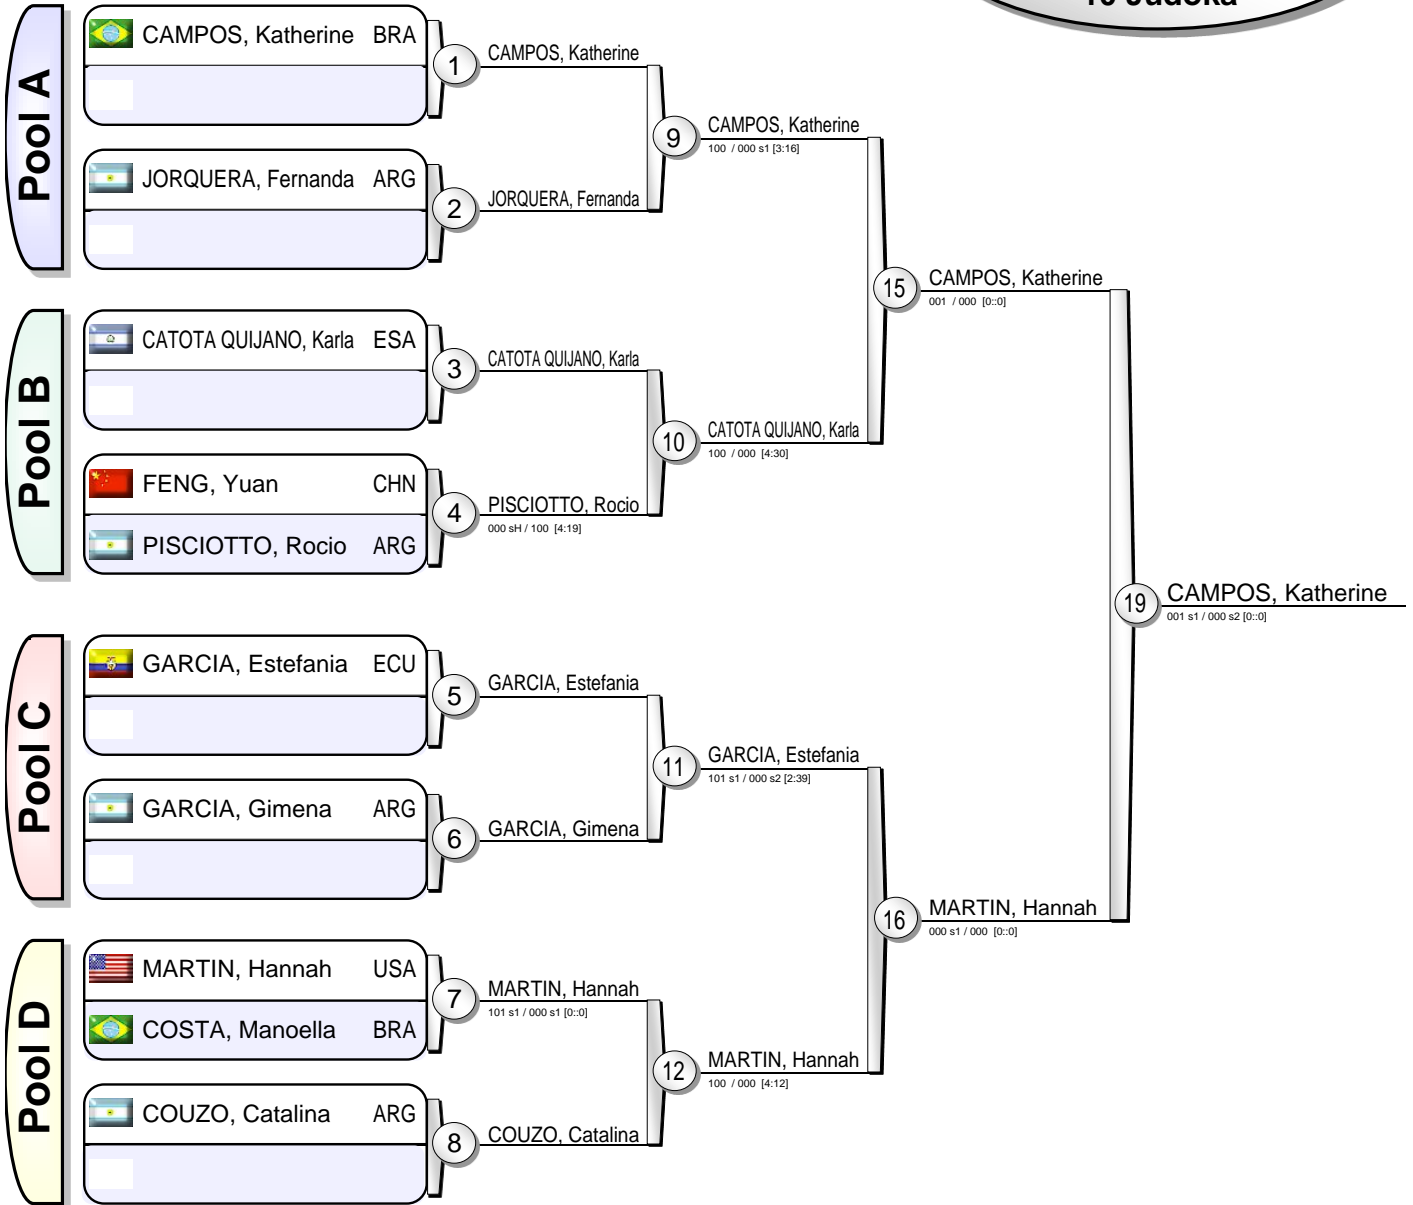 10 Judoka
Pool A
CAMPOS, Katherine BRA
1
CAMPOS, Katherine
JORQUERA, Fernanda ARG
2
JORQUERA, Fernanda
9
CAMPOS, Katherine
100 / 000 s1 [3:16]
Pool B
CATOTA QUIJANO, Karla ESA
3
CATOTA QUIJANO, Karla
FENG, Yuan CHN
PISCIOTTO, Rocio ARG
4
PISCIOTTO, Rocio
000 sH / 100 [4:19]
10
CATOTA QUIJANO, Karla
100 / 000 [4:30]
15
CAMPOS, Katherine
001 / 000 [0::0]
Pool C
GARCIA, Estefania ECU
5
GARCIA, Estefania
GARCIA, Gimena ARG
6
GARCIA, Gimena
11
GARCIA, Estefania
101 s1 / 000 s2 [2:39]
Pool D
MARTIN, Hannah USA
COSTA, Manoella BRA
7
MARTIN, Hannah
101 s1 / 000 s1 [0::0]
COUZO, Catalina ARG
8
COUZO, Catalina
12
MARTIN, Hannah
100 / 000 [4:12]
16
MARTIN, Hannah
000 s1 / 000 [0::0]
19
CAMPOS, Katherine
001 s1 / 000 s2 [0::0]